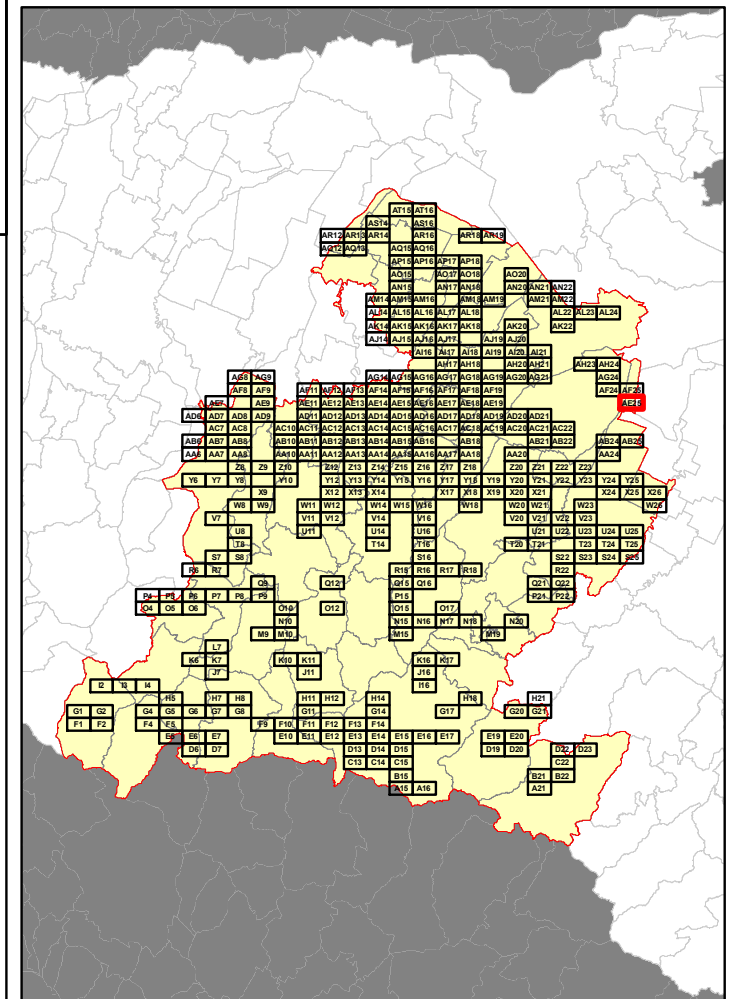 AT15 AT16
AS14 AS16
AR12 AR13 AR14 AR16 AR18 AR19
AQ12 AQ13 AQ15 AQ16
AP15 AP16 AP17 AP18
AO15 AO17 AO18 AO20
AN15 AN17 AN18 AN20 AN21 AN22
AM14 AM15 AM16 AM18 AM19 AM21 AM22
AL14 AL15 AL16 AL17 AL18 AL22 AL23 AL24
AK14 AK15 AK16 AK17 AK18 AK20 AK22
AJ14 AJ15 AJ16 AJ17 AJ19 AJ20
AI16 AI17 AI18 AI19 AI20 AI21
AH17 AH18 AH20 AH21 AH23 AH24
AG8 AG9 AG14 AG15 AG16 AG17 AG18 AG19 AG20 AG21 AG24
AF8 AF9 AF11 AF12 AF13 AF14 AF15 AF16 AF17 AF18 AF19 AF24 AF25
AE7 AE9 AE11 AE12 AE13 AE14 AE15 AE16 AE17 AE18 AE19 AE25
AD6 AD7 AD8 AD9 AD11 AD12 AD13 AD14 AD15 AD16 AD17 AD18 AD19 AD20 AD21
AC7 AC8 AC10 AC11 AC12 AC13 AC14 AC15 AC16 AC17 AC18 AC19 AC20 AC21 AC22
AB6 AB7 AB8 AB10 AB11 AB12 AB13 AB14 AB15 AB16 AB18 AB21 AB22 AB24 AB25
AA6 AA7 AA8 AA10 AA11 AA12 AA13 AA14 AA15 AA16 AA17 AA18 AA20 AA24
Z8 Z9 Z10 Z12 Z13 Z14 Z15 Z16 Z17 Z18 Z20 Z21 Z22 Z23
Y6 Y7 Y8 Y10 Y12 Y13 Y14 Y15 Y16 Y17 Y18 Y19 Y20 Y21 Y22 Y23 Y24 Y25
X9 X12 X13 X14 X17 X18 X19 X20 X21 X24 X25 X26
W8 W9 W11 W12 W14 W15 W16 W18 W20 W21 W23 W26
V7 V11 V12 V14 V16 V20 V21 V22 V23
U8 U11 U14 U16 U21 U22 U23 U24 U25
T8 T14 T16 T20 T21 T23 T24 T25
S7 S8 S16 S22 S23 S24 S25
R6 R7 R15 R16 R17 R18 R22
Q9 Q12 Q15 Q16 Q21 Q22
P4 P5 P6 P7 P8 P9 P15 P21 P22
O4 O5 O6 O10 O12 O15 O17
N10 N15 N16 N17 N18 N20
M9 M10 M15 M19
L7
K6 K7 K10 K11 K16 K17
J7 J11 J16
I2 I3 I4 I16
H5 H7 H8 H11 H12 H14 H18 H21
G1 G2 G4 G5 G6 G7 G8 G11 G14 G17 G20 G21
F1 F2 F4 F5 F9 F10 F11 F12 F13 F14
E5 E6 E7 E10 E11 E12 E13 E14 E15 E16 E17 E19 E20
D6 D7 D13 D14 D15 D19 D20 D22 D23
C13 C14 C15 C22
B15 B21 B22
A15 A16 A21